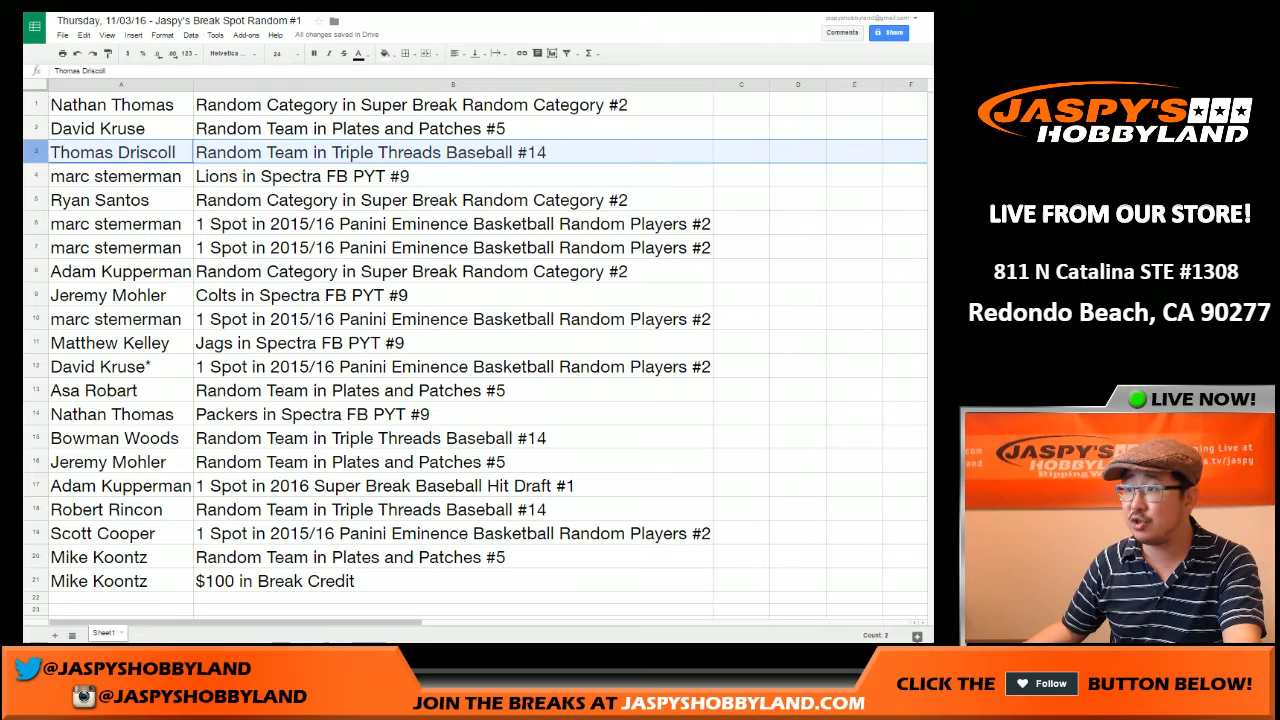 Thursday, 11/03/16 - Jaspy's Break Spot Random #1
jaspyshobbyland@gmail.com
File Edit View Insert Format Data Tools Add-ons Help All changes saved in Drive
Comments Share
$ % .0 .00 123 Helvetica... 24 B I S A
fx Thomas Driscoll
A B C D E F
1 Nathan Thomas Random Category in Super Break Random Category #2
2 David Kruse Random Team in Plates and Patches #5
3 Thomas Driscoll Random Team in Triple Threads Baseball #14
4 marc stemerman Lions in Spectra FB PYT #9
5 Ryan Santos Random Category in Super Break Random Category #2
6 marc stemerman 1 Spot in 2015/16 Panini Eminence Basketball Random Players #2
7 marc stemerman 1 Spot in 2015/16 Panini Eminence Basketball Random Players #2
8 Adam Kupperman Random Category in Super Break Random Category #2
9 Jeremy Mohler Colts in Spectra FB PYT #9
10 marc stemerman 1 Spot in 2015/16 Panini Eminence Basketball Random Players #2
11 Matthew Kelley Jags in Spectra FB PYT #9
12 David Kruse* 1 Spot in 2015/16 Panini Eminence Basketball Random Players #2
13 Asa Robart Random Team in Plates and Patches #5
14 Nathan Thomas Packers in Spectra FB PYT #9
15 Bowman Woods Random Team in Triple Threads Baseball #14
16 Jeremy Mohler Random Team in Plates and Patches #5
17 Adam Kupperman 1 Spot in 2016 Super Break Baseball Hit Draft #1
18 Robert Rincon Random Team in Triple Threads Baseball #14
19 Scott Cooper 1 Spot in 2015/16 Panini Eminence Basketball Random Players #2
20 Mike Koontz Random Team in Plates and Patches #5
21 Mike Koontz $100 in Break Credit
22
23
Sheet1
Count: 2
JASPY'S
HOBBYLAND
LIVE FROM OUR STORE!
811 N Catalina STE #1308
Redondo Beach, CA 90277
LIVE NOW!
JASPY'S
HOBBYLAND
@JASPYSHOBBYLAND
@JASPYSHOBBYLAND
JOIN THE BREAKS AT JASPYSHOBBYLAND.COM
CLICK THE Follow BUTTON BELOW!